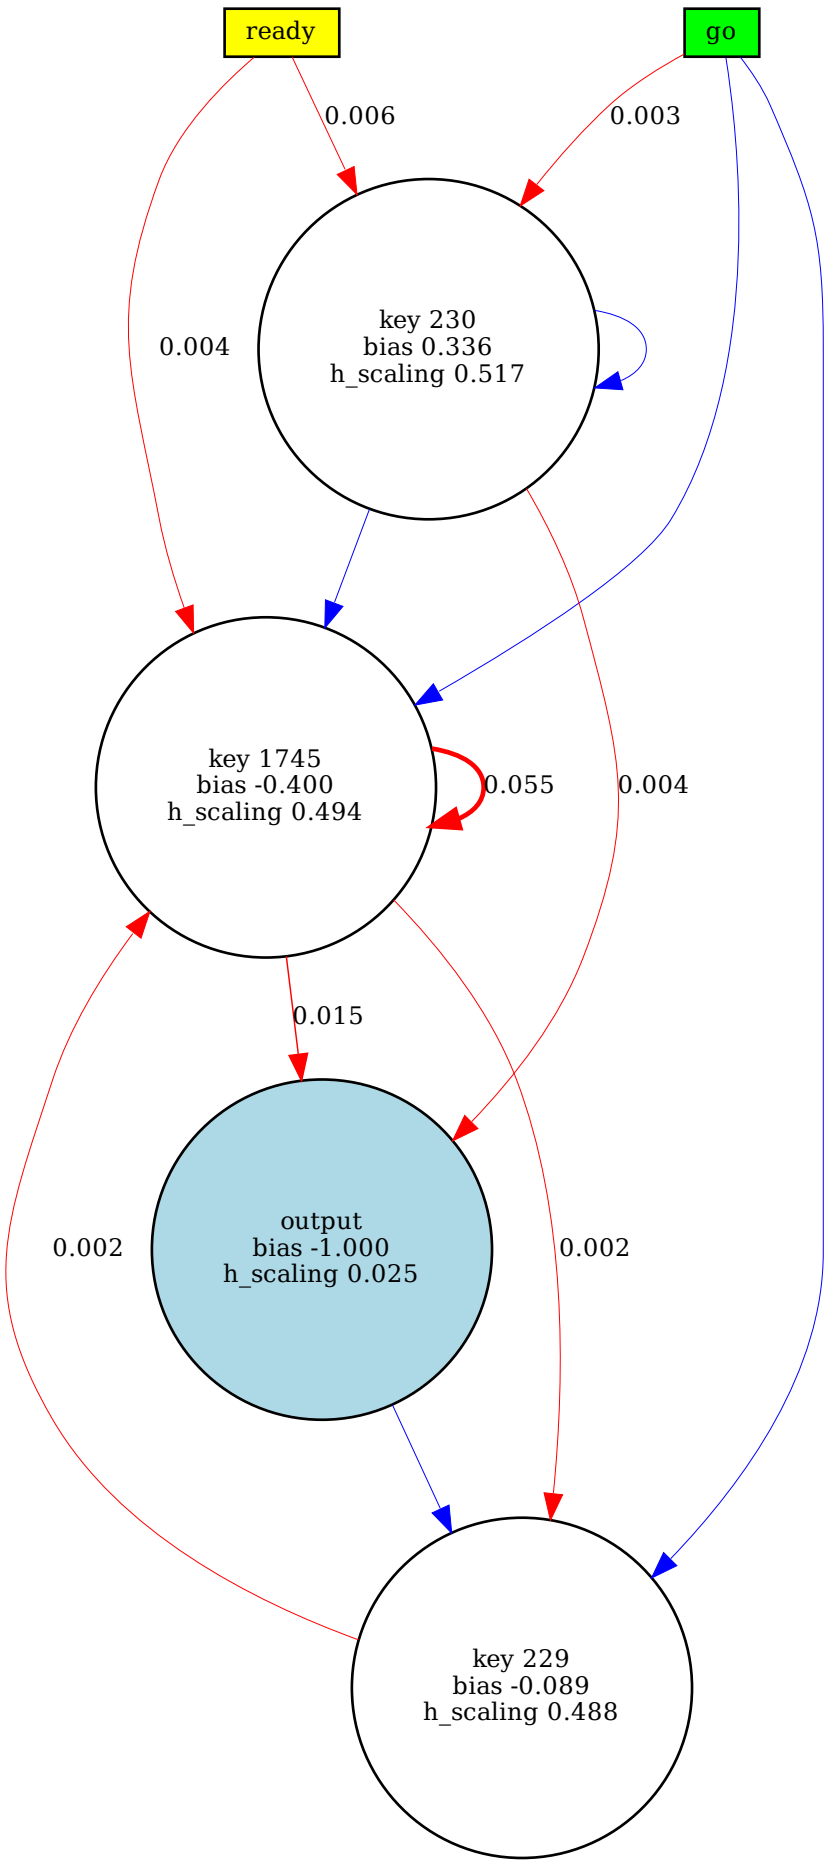 ready
go
0.006
0.003
key 230
bias 0.336
h_scaling 0.517
0.004
key 1745
bias -0.400
h_scaling 0.494
0.055
0.004
0.015
output
bias -1.000
h_scaling 0.025
0.002
0.002
key 229
bias -0.089
h_scaling 0.488